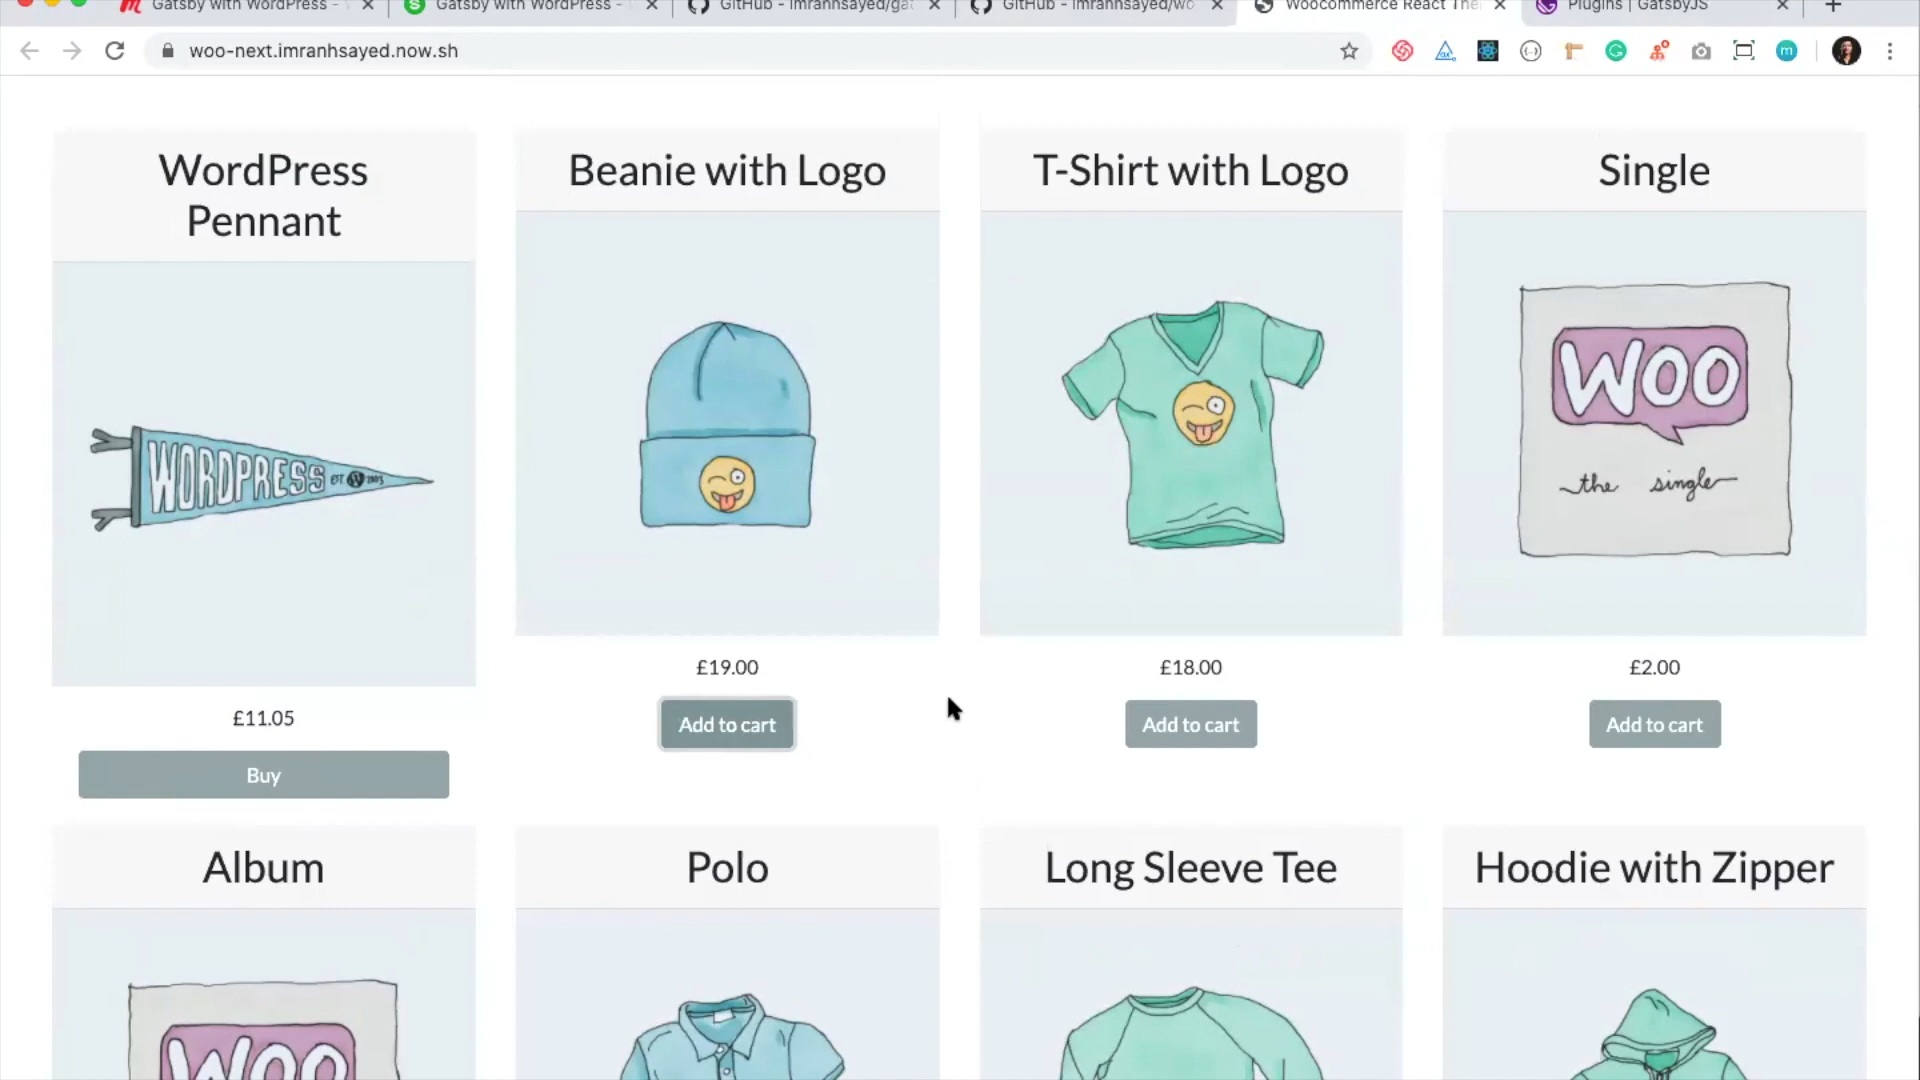 Gatsby with WordPress -
Gatsby with WordPress -
GitHub - imranhsayed/gat
GitHub - imranhsayed/wo
Woocommerce React The
Plugins | GatsbyJS
woo-next.imranhsayed.now.sh
WordPress
Pennant
Beanie with Logo
T-Shirt with Logo
Single
WORDPRESS EST. 2003
WOO
the single
£11.05
£19.00
£18.00
£2.00
Buy
Add to cart
Add to cart
Add to cart
Album
Polo
Long Sleeve Tee
Hoodie with Zipper
WOO